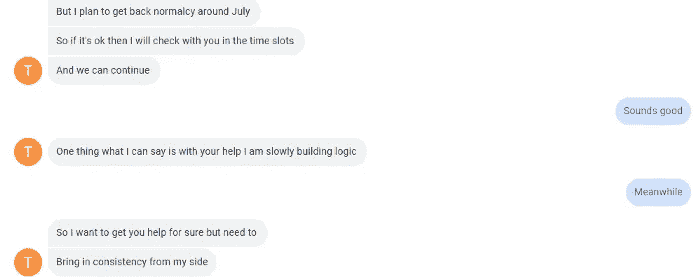 But I plan to get back normalcy around July
So if it's ok then I will check with you in the time slots
T
And we can continue
Sounds good
T
One thing what I can say is with your help I am slowly building logic
Meanwhile
So I want to get you help for sure but need to
T
Bring in consistency from my side